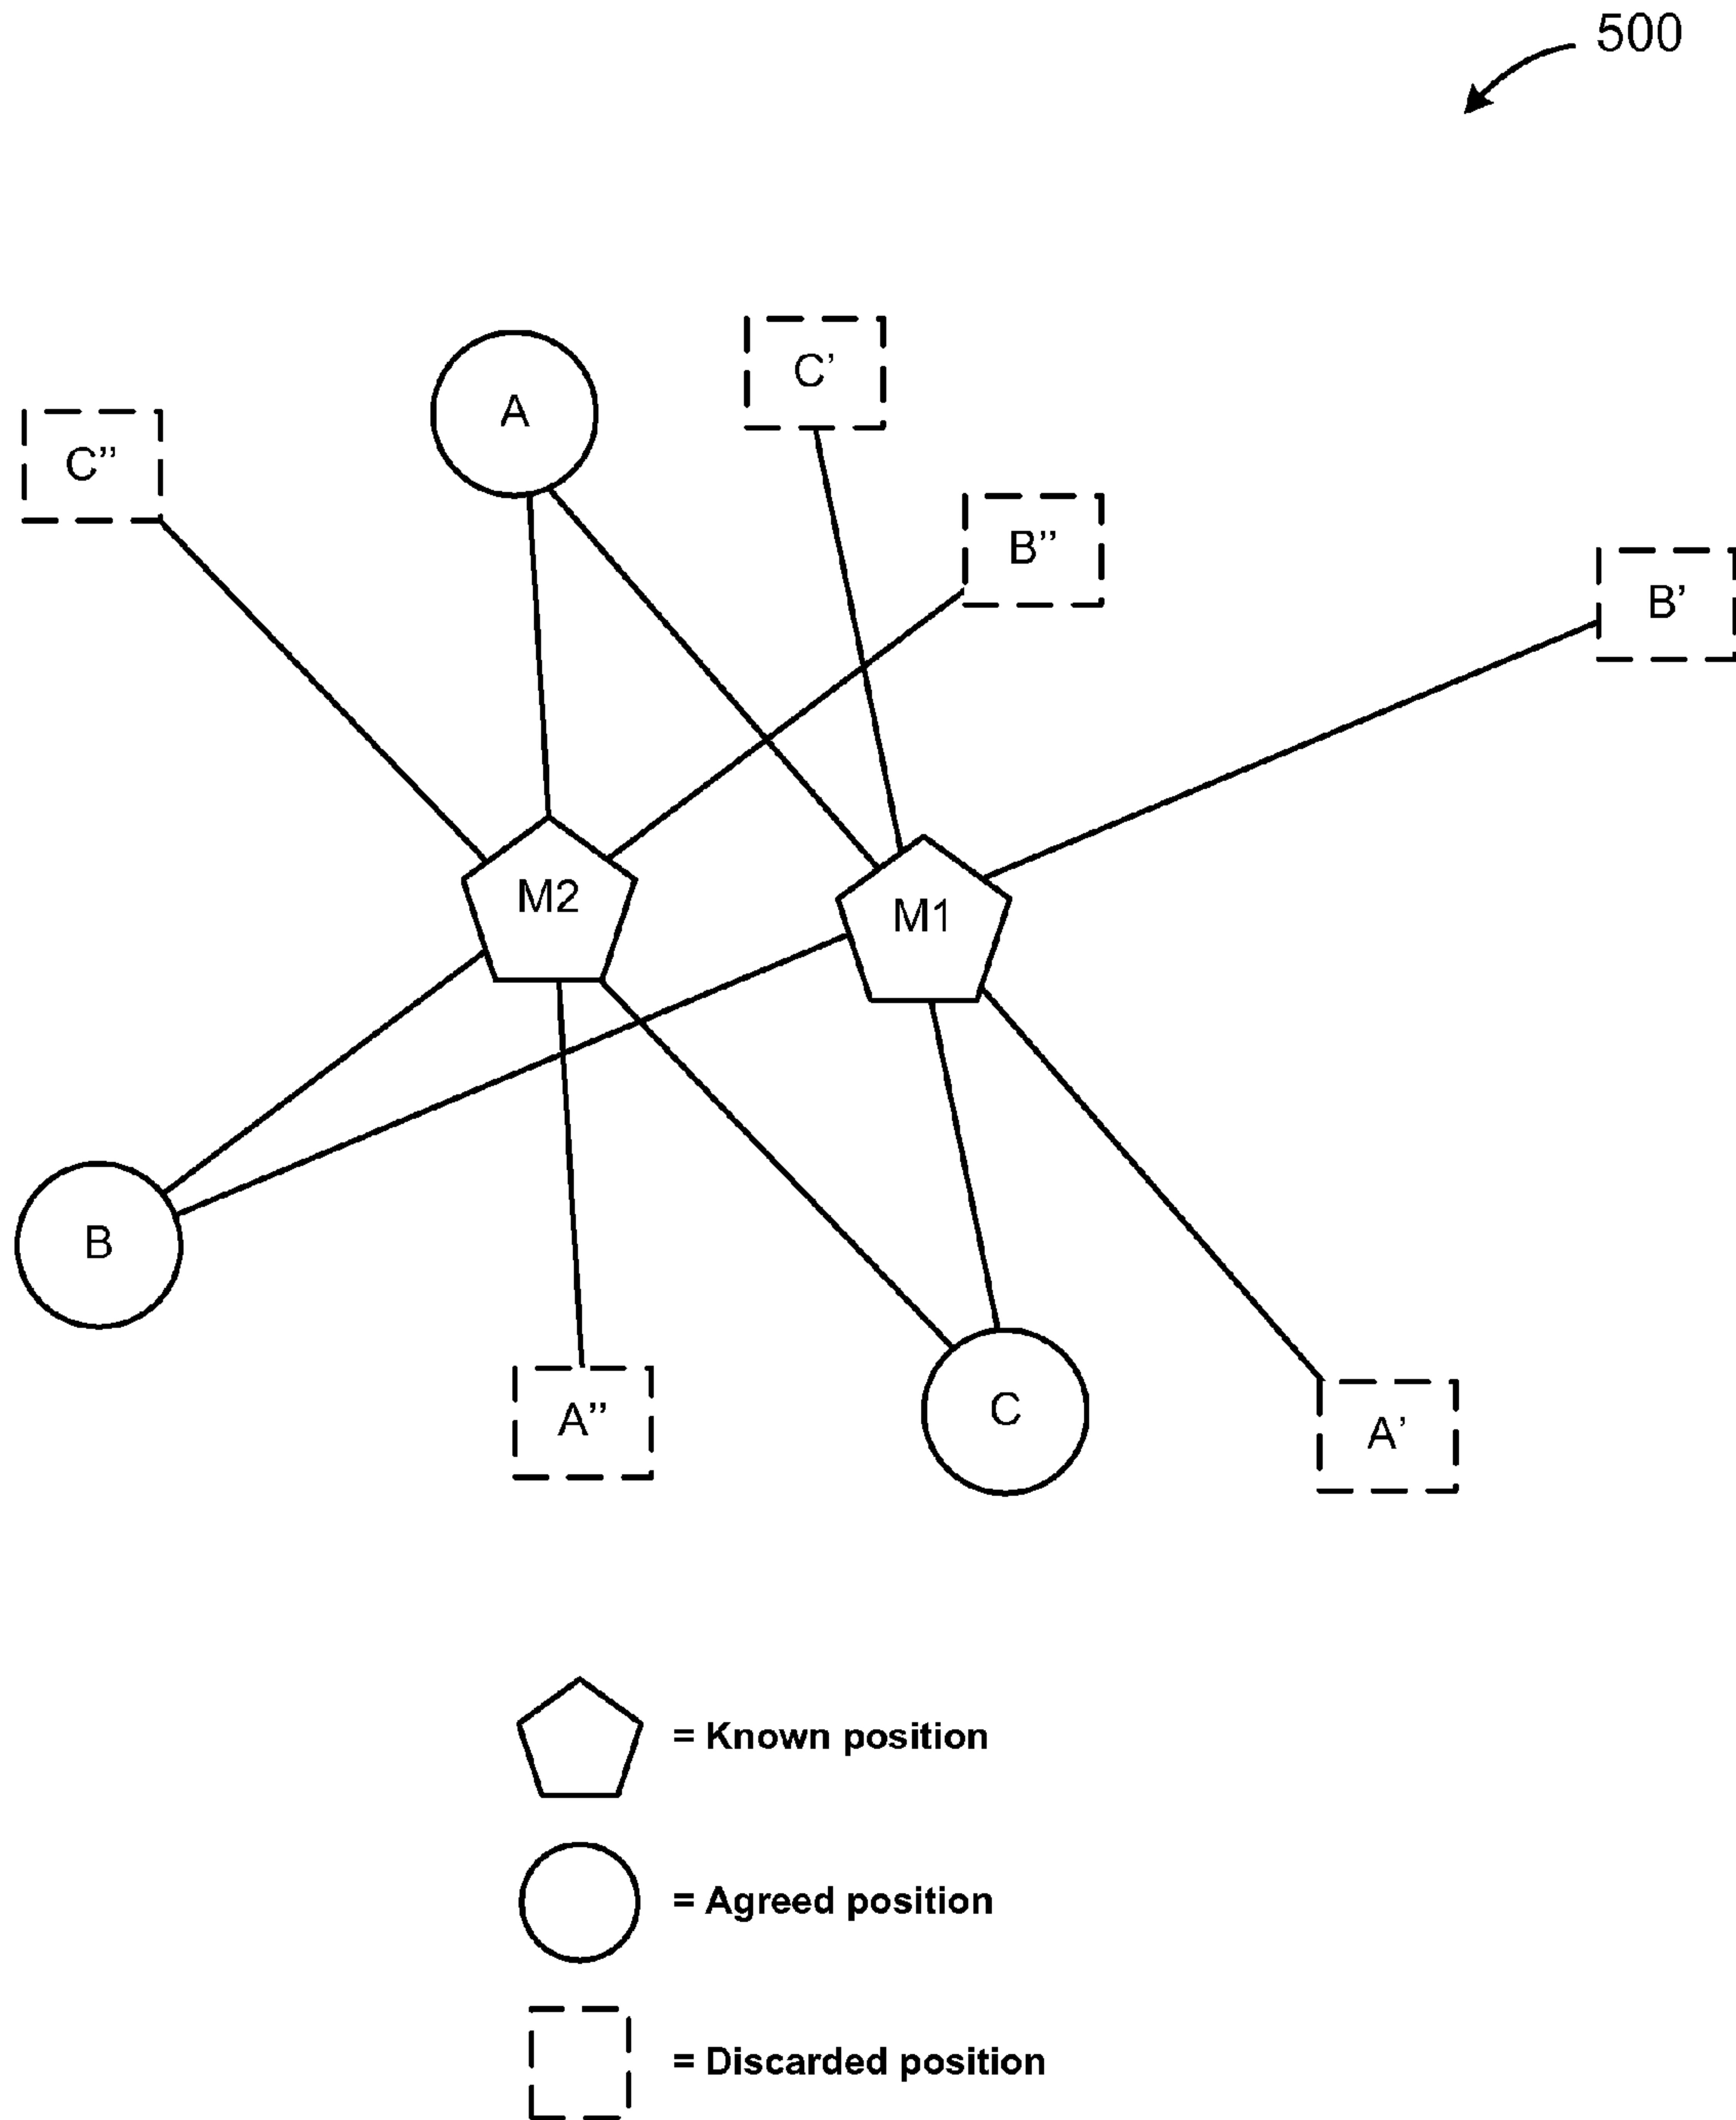 500
C’
A
C”
B”
B’
M2
M1
B
C
A”
A’
= Known position
= Agreed position
= Discarded position